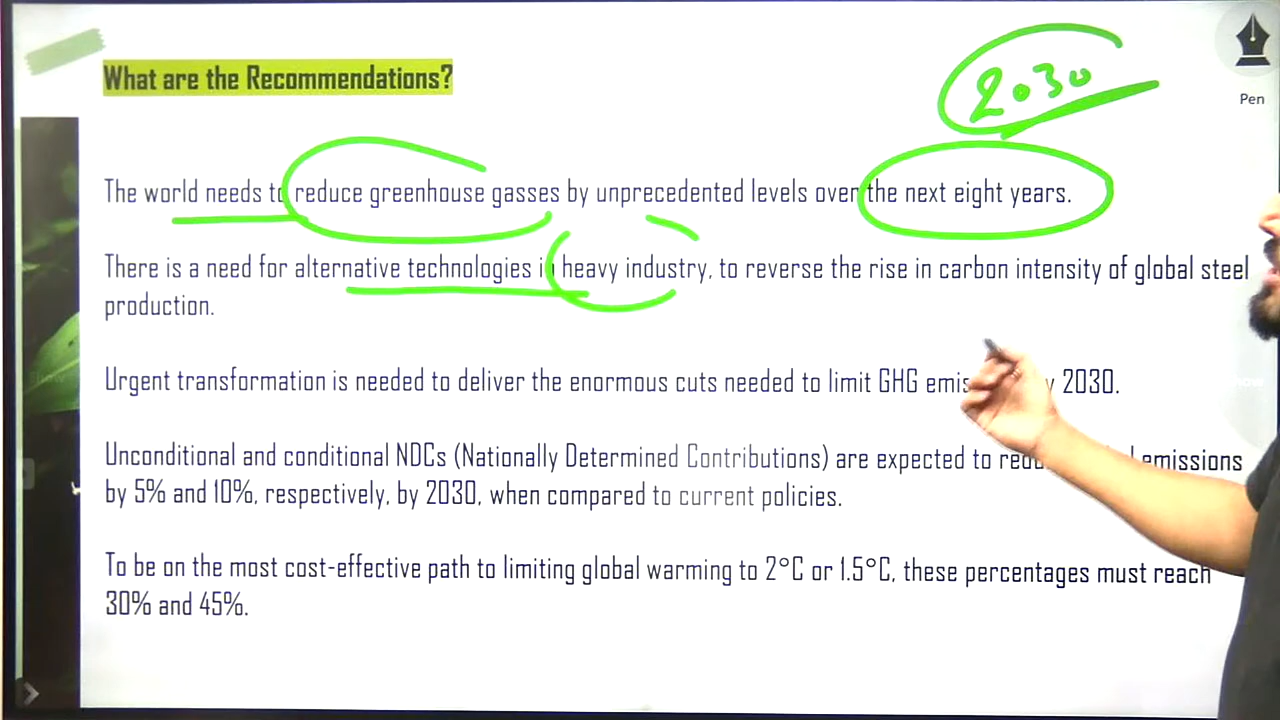 What are the Recommendations?
2030
Pen
The world needs to reduce greenhouse gasses by unprecedented levels over the next eight years.
There is a need for alternative technologies in heavy industry, to reverse the rise in carbon intensity of global steel
production.
Urgent transformation is needed to deliver the enormous cuts needed to limit GHG 2030.
Unconditional and conditional NDCs (Nationally Determined Contributions) are expected to emissions
by 5% and 10%, respectively, by 2030, when compared to current policies.
To be on the most cost-effective path to limiting global warming to 2°C or 1.5°C, these percentages must reach
30% and 45%.